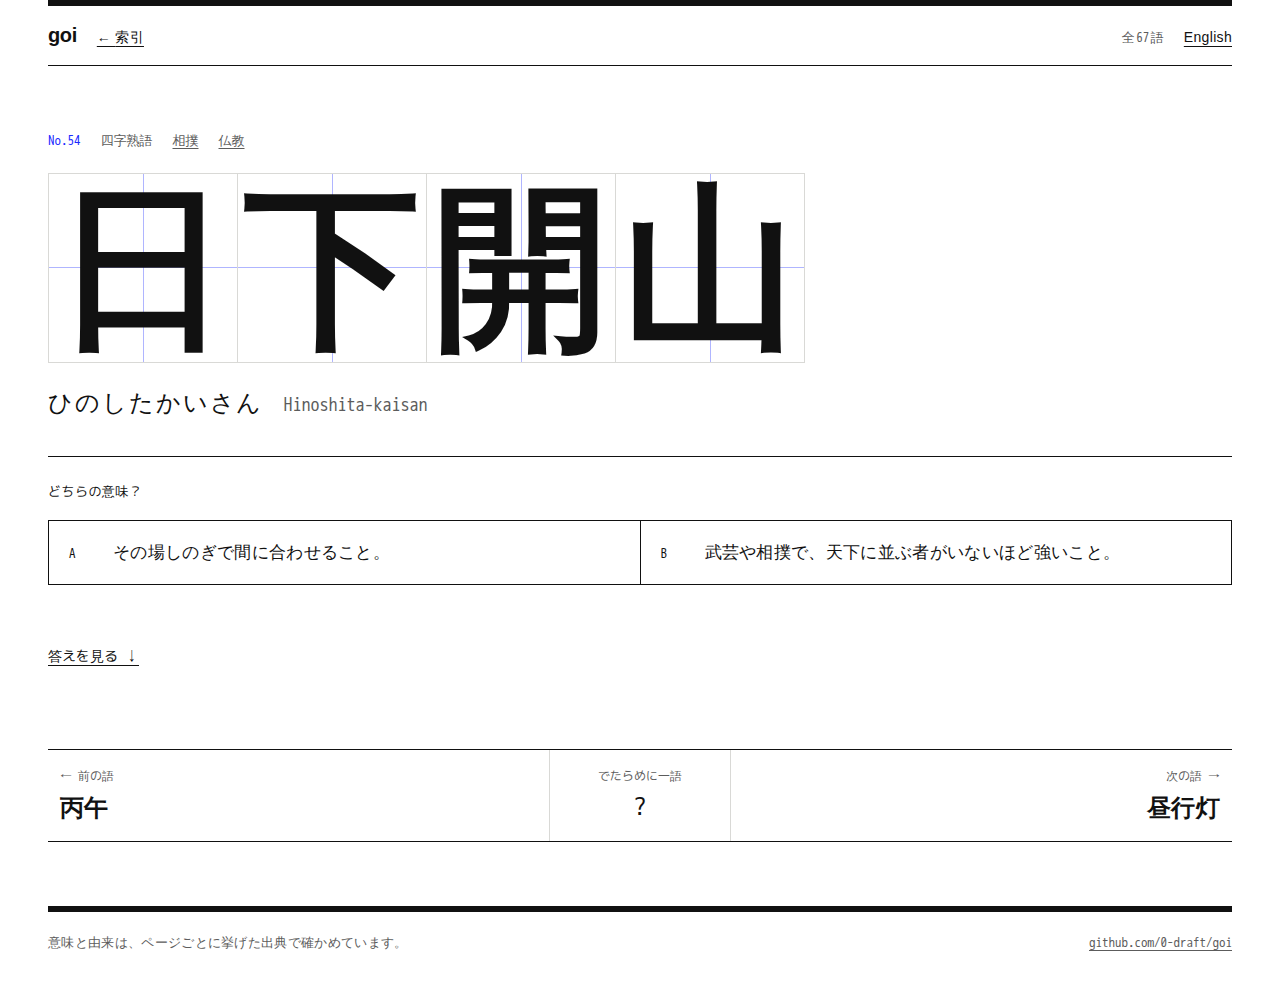 goi ← 索引 全67語 English
No.54 四字熟語 相撲 仏教
日下開山
ひのしたかいさん Hinoshita-kaisan
どちらの意味？
A その場しのぎで間に合わせること。
B 武芸や相撲で、天下に並ぶ者がいないほど強いこと。
答えを見る ↓
← 前の語
丙午
でたらめに一語
?
次の語 →
昼行灯
意味と由来は、ページごとに挙げた出典で確かめています。 github.com/0-draft/goi